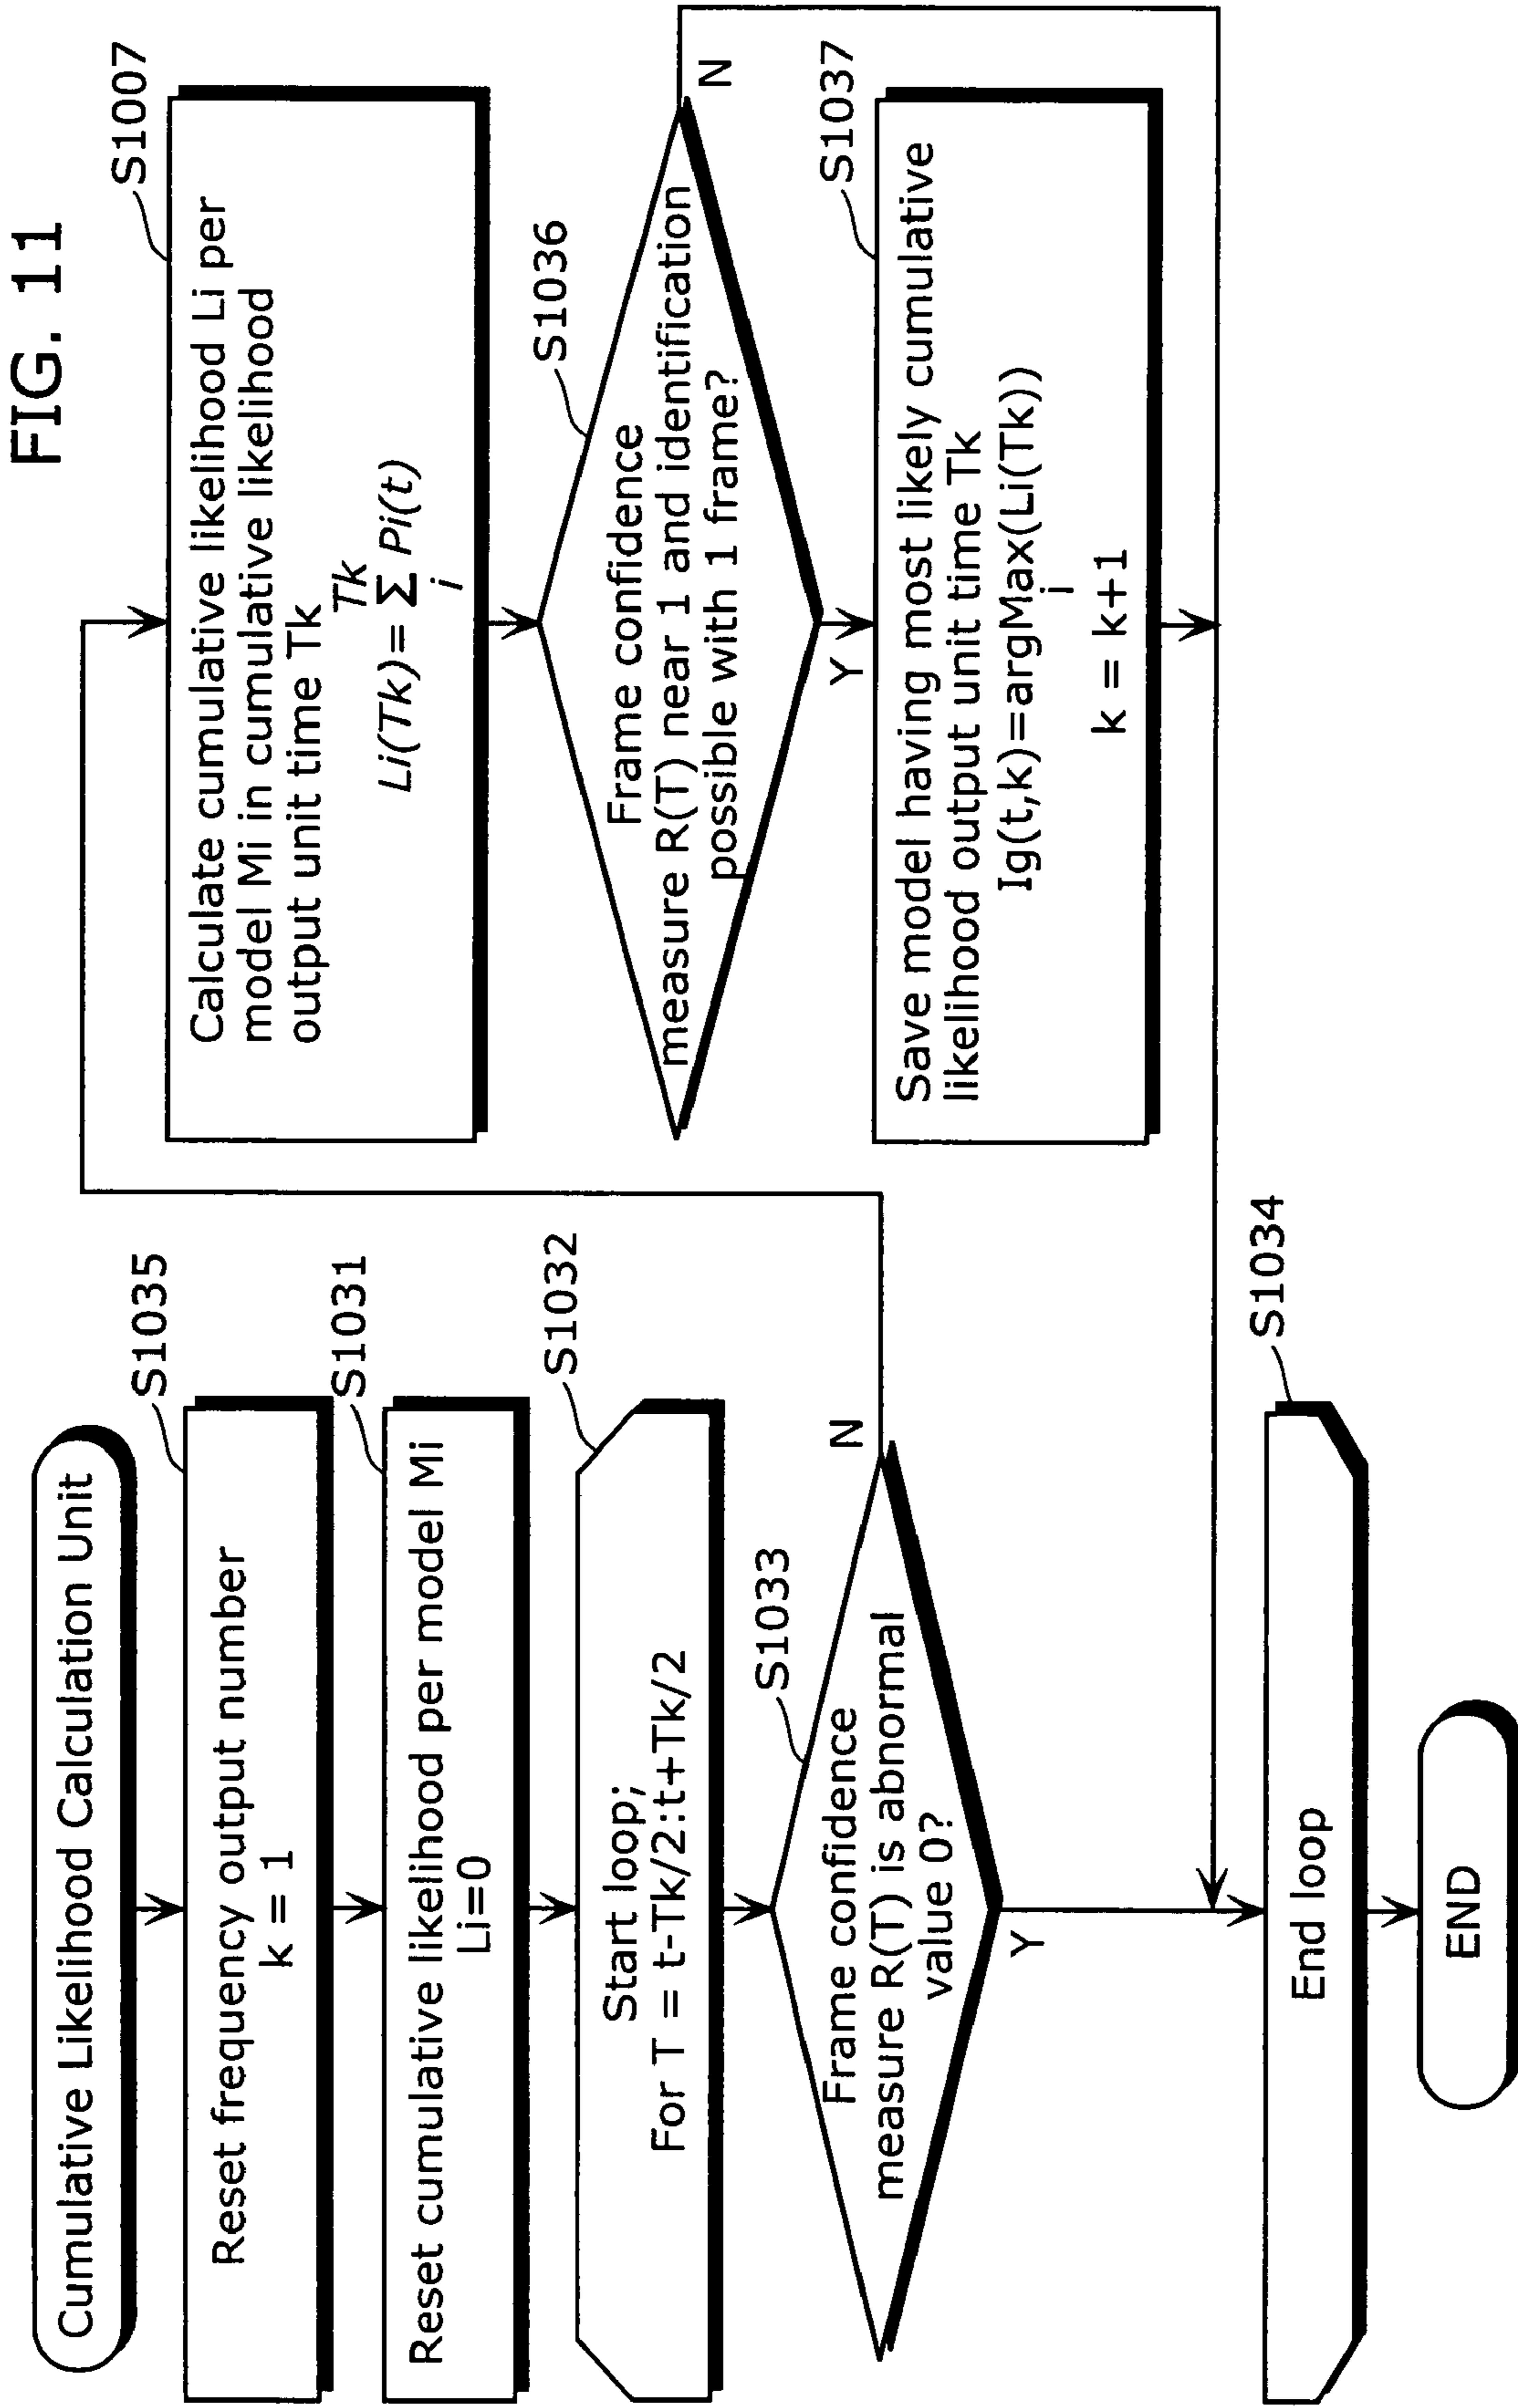 FIG. 11
Cumulative Likelihood Calculation Unit
S1035
Reset frequency output number
k = 1
S1031
Reset cumulative likelihood per model Mi
Li=0
S1032
Start loop;
For T = t-Tk/2:t+Tk/2
S1033
Frame confidence
measure R(T) is abnormal
value 0?
N
Y
S1007
Calculate cumulative likelihood Li per
model Mi in cumulative likelihood
output unit time Tk
Tk
Li(Tk)= Σ Pi(t)
i
S1036
Frame confidence
measure R(T) near 1 and identification
possible with 1 frame?
N
Y
S1037
Save model having most likely cumulative
likelihood output unit time Tk
Ig(t,k)=argMax(Li(Tk))
i
k = k+1
S1034
End loop
END